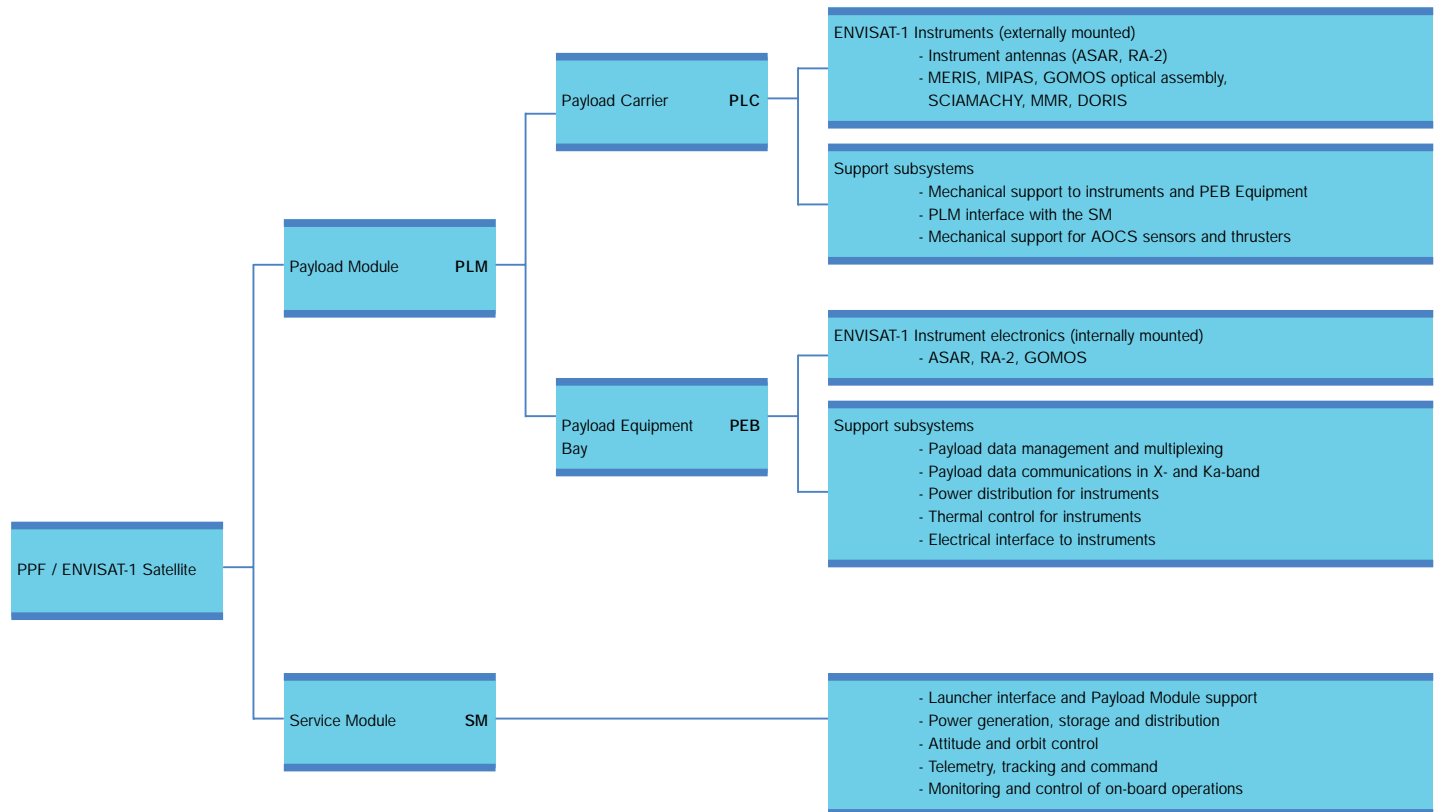 PPF / ENVISAT-1 Satellite
Payload Module PLM
Service Module SM
Payload Carrier PLC
Payload Equipment PEB
Bay
ENVISAT-1 Instruments (externally mounted)
- Instrument antennas (ASAR, RA-2)
- MERIS, MIPAS, GOMOS optical assembly,
SCIAMACHY, MMR, DORIS
Support subsystems
- Mechanical support to instruments and PEB Equipment
- PLM interface with the SM
- Mechanical support for AOCS sensors and thrusters
ENVISAT-1 Instrument electronics (internally mounted)
- ASAR, RA-2, GOMOS
Support subsystems
- Payload data management and multiplexing
- Payload data communications in X- and Ka-band
- Power distribution for instruments
- Thermal control for instruments
- Electrical interface to instruments
- Launcher interface and Payload Module support
- Power generation, storage and distribution
- Attitude and orbit control
- Telemetry, tracking and command
- Monitoring and control of on-board operations